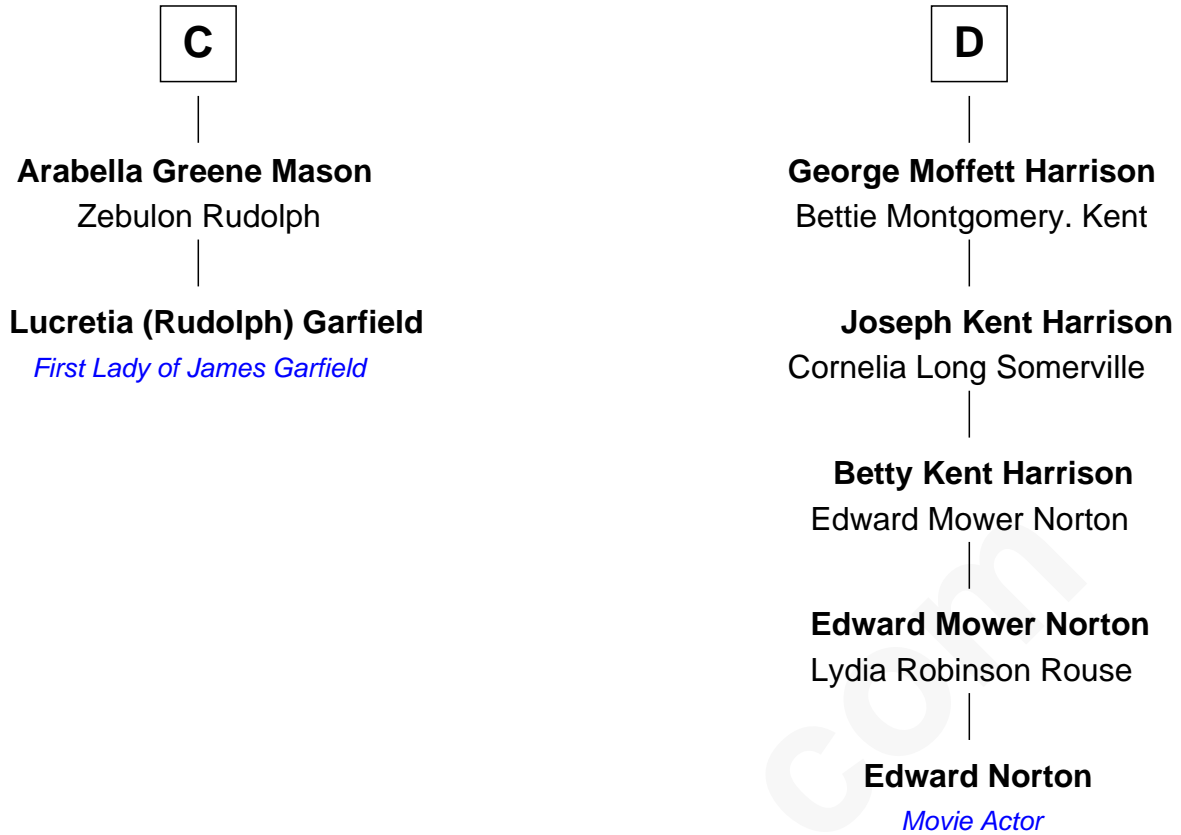 C
Arabella Greene Mason
Zebulon Rudolph
Lucretia (Rudolph) Garfield
First Lady of James Garfield
D
George Moffett Harrison
Bettie Montgomery. Kent
Joseph Kent Harrison
Cornelia Long Somerville
Betty Kent Harrison
Edward Mower Norton
Edward Mower Norton
Lydia Robinson Rouse
Edward Norton
Movie Actor
com